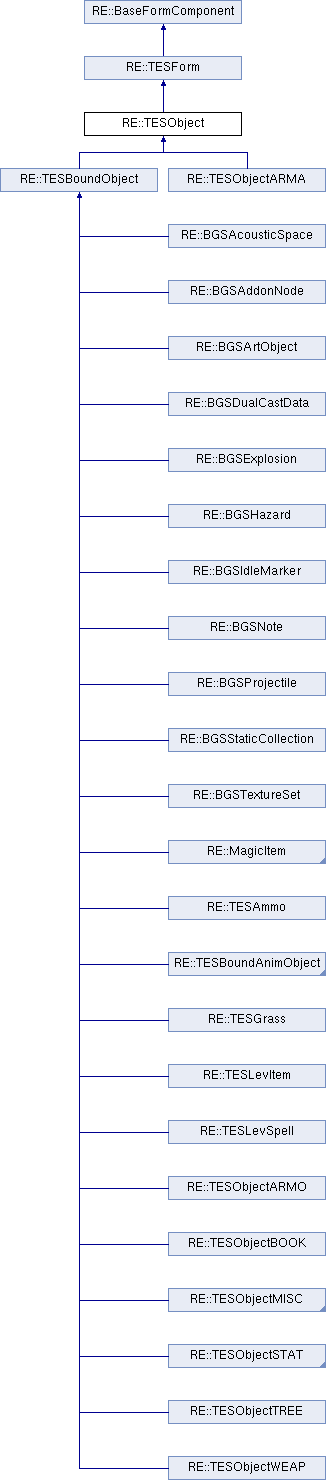 RE::BaseFormComponent
RE::TESForm
RE::TESObject
RE::TESBoundObject
RE::TESObjectARMA
RE::BGSAcousticSpace
RE::BGSAddonNode
RE::BGSArtObject
RE::BGSDualCastData
RE::BGSExplosion
RE::BGSHazard
RE::BGSIdleMarker
RE::BGSNote
RE::BGSProjectile
RE::BGSStaticCollection
RE::BGSTextureSet
RE::MagicItem
RE::TESAmmo
RE::TESBoundAnimObject
RE::TESGrass
RE::TESLevItem
RE::TESLevSpell
RE::TESObjectARMO
RE::TESObjectBOOK
RE::TESObjectMISC
RE::TESObjectSTAT
RE::TESObjectTREE
RE::TESObjectWEAP